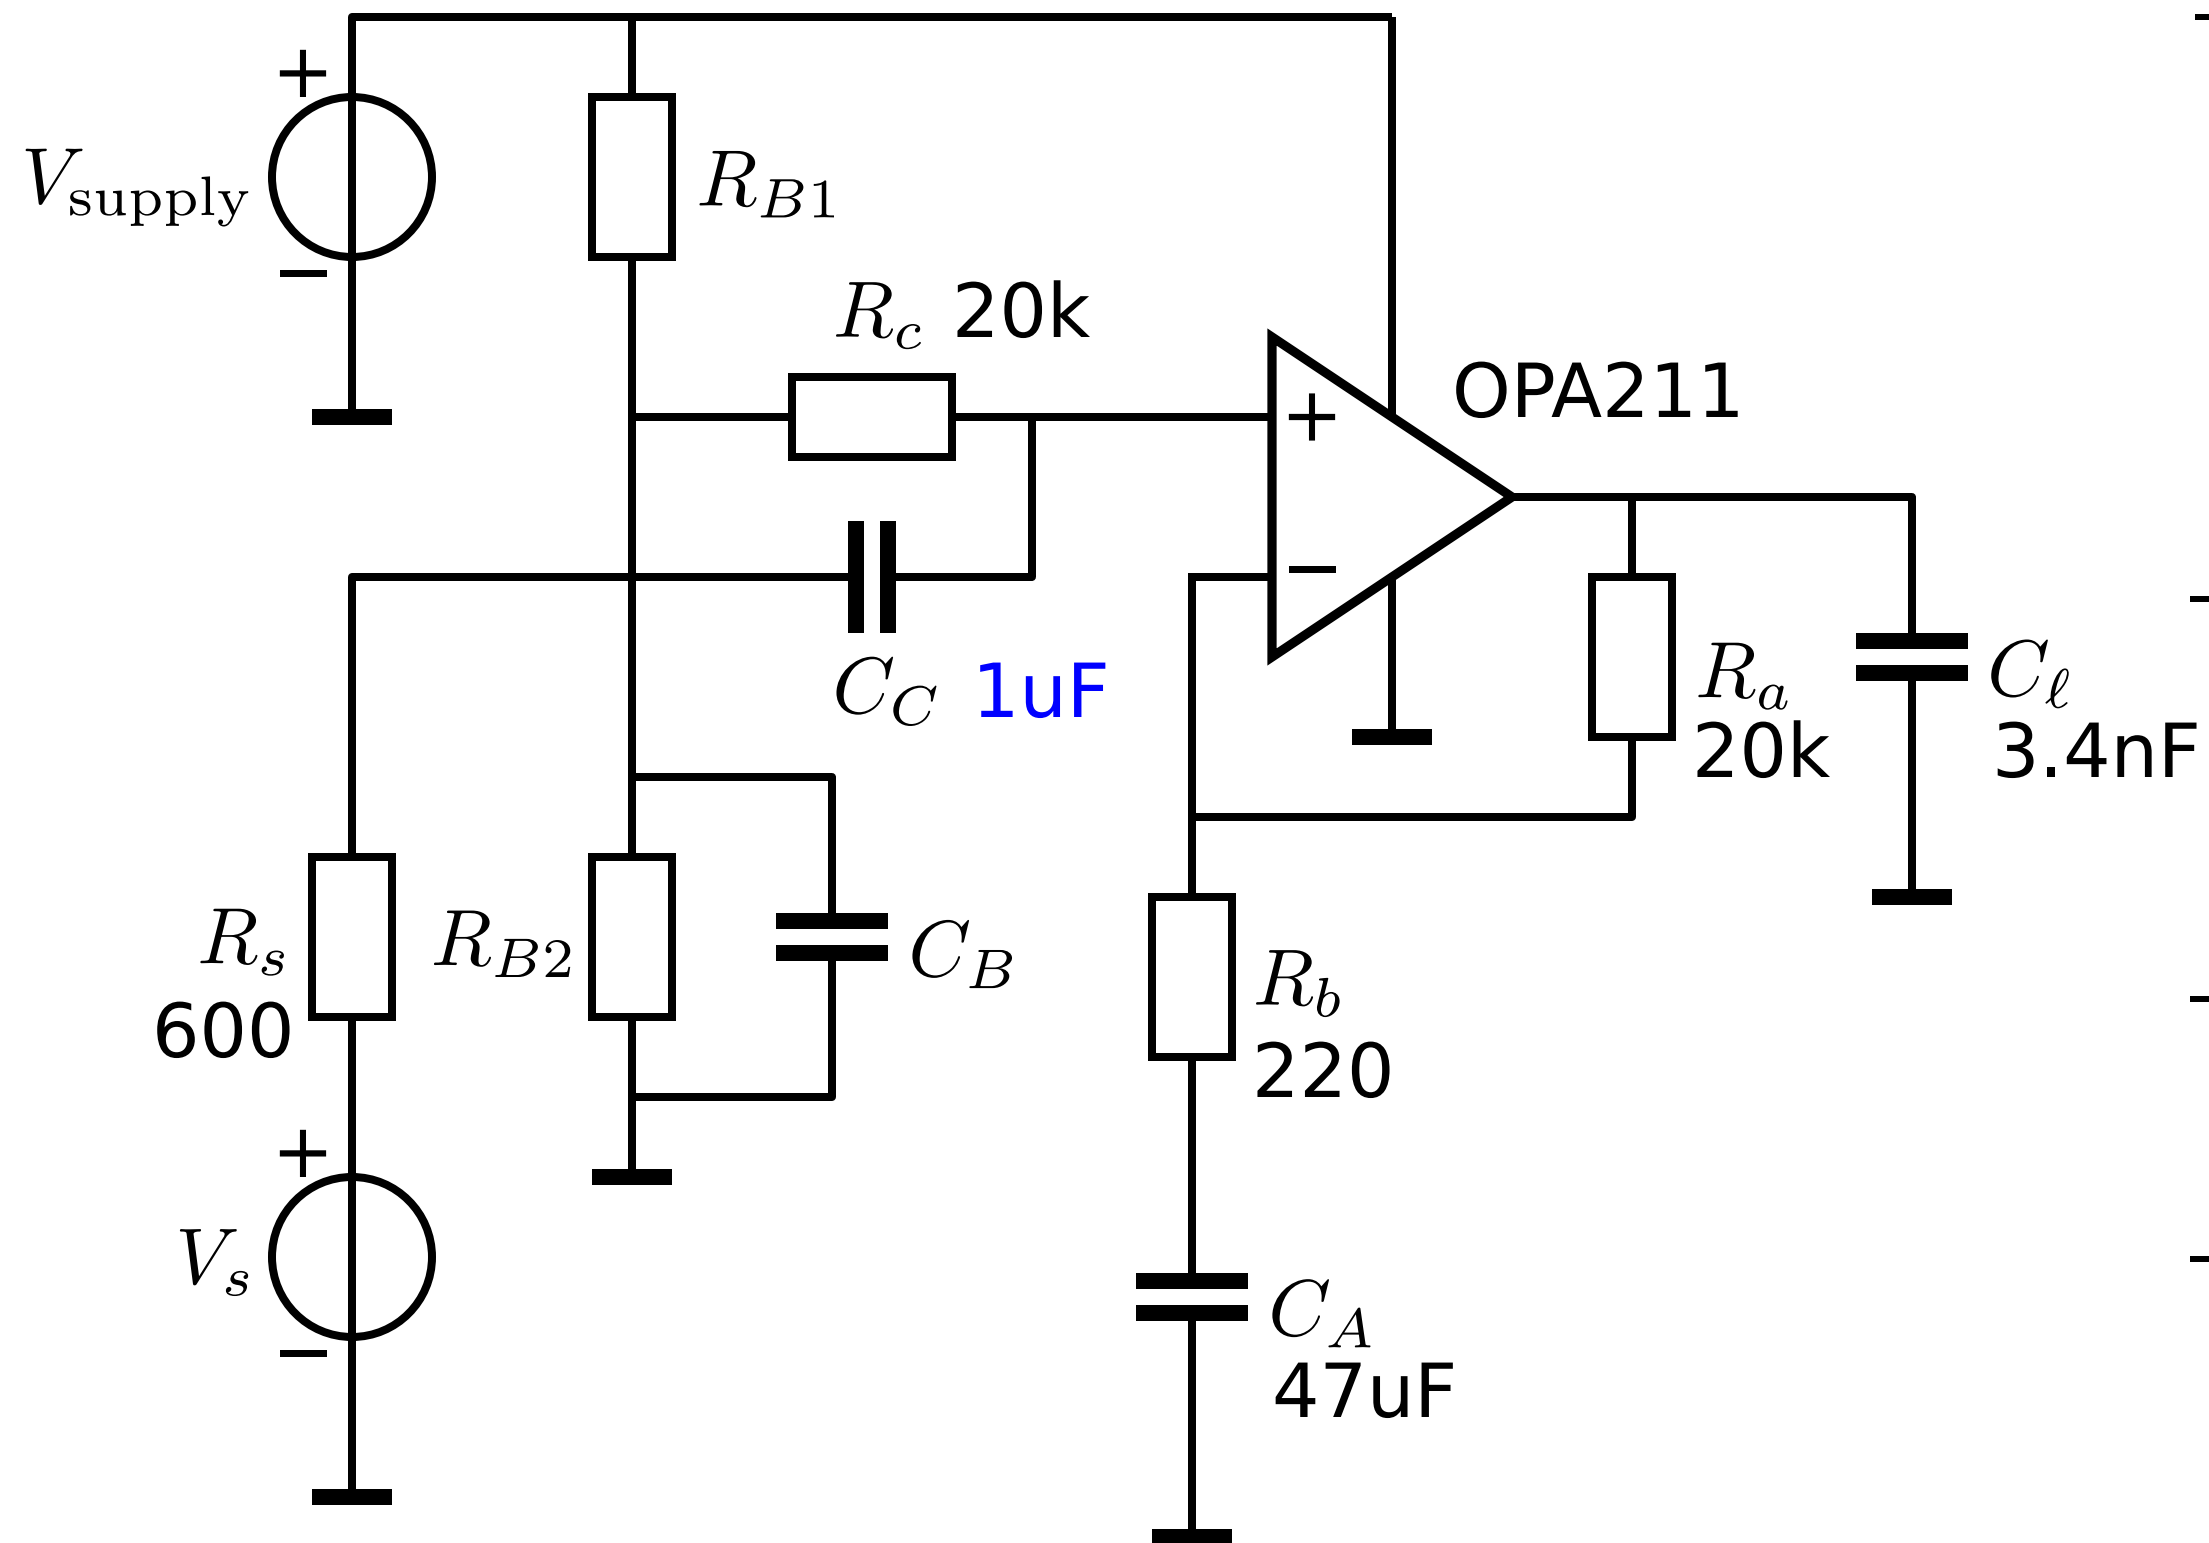 +
V_supply
−
R_B1
R_c 20k
OPA211
+
−
C_C 1uF
R_a
20k
C_ℓ
3.4nF
R_s
600
R_B2
C_B
R_b
220
+
V_s
−
C_A
47uF